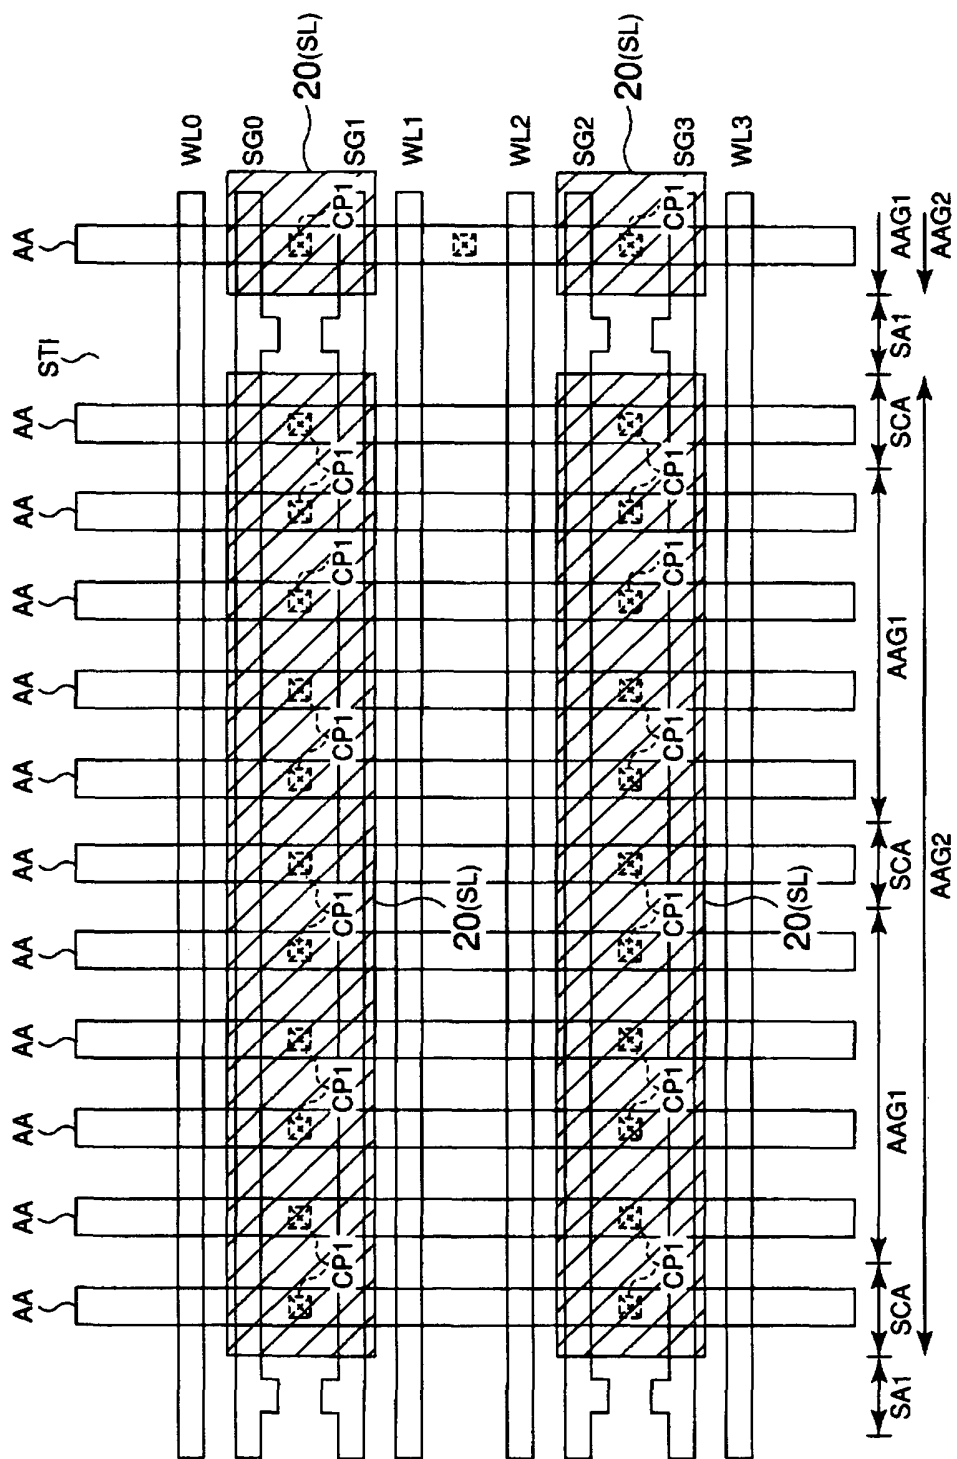 AA AA AA AA AA AA AA AA AA AA AA AA
STI
WL0
SG0
20(SL)
CP1 CP1 CP1 CP1 CP1 CP1 CP1
SG1
WL1
20(SL)
WL2
SG2
20(SL)
CP1 CP1 CP1 CP1 CP1 CP1 CP1
SG3
WL3
20(SL)
SA1 SCA AAG1 SCA AAG1 SCA SA1 AAG1
AAG2 AAG2